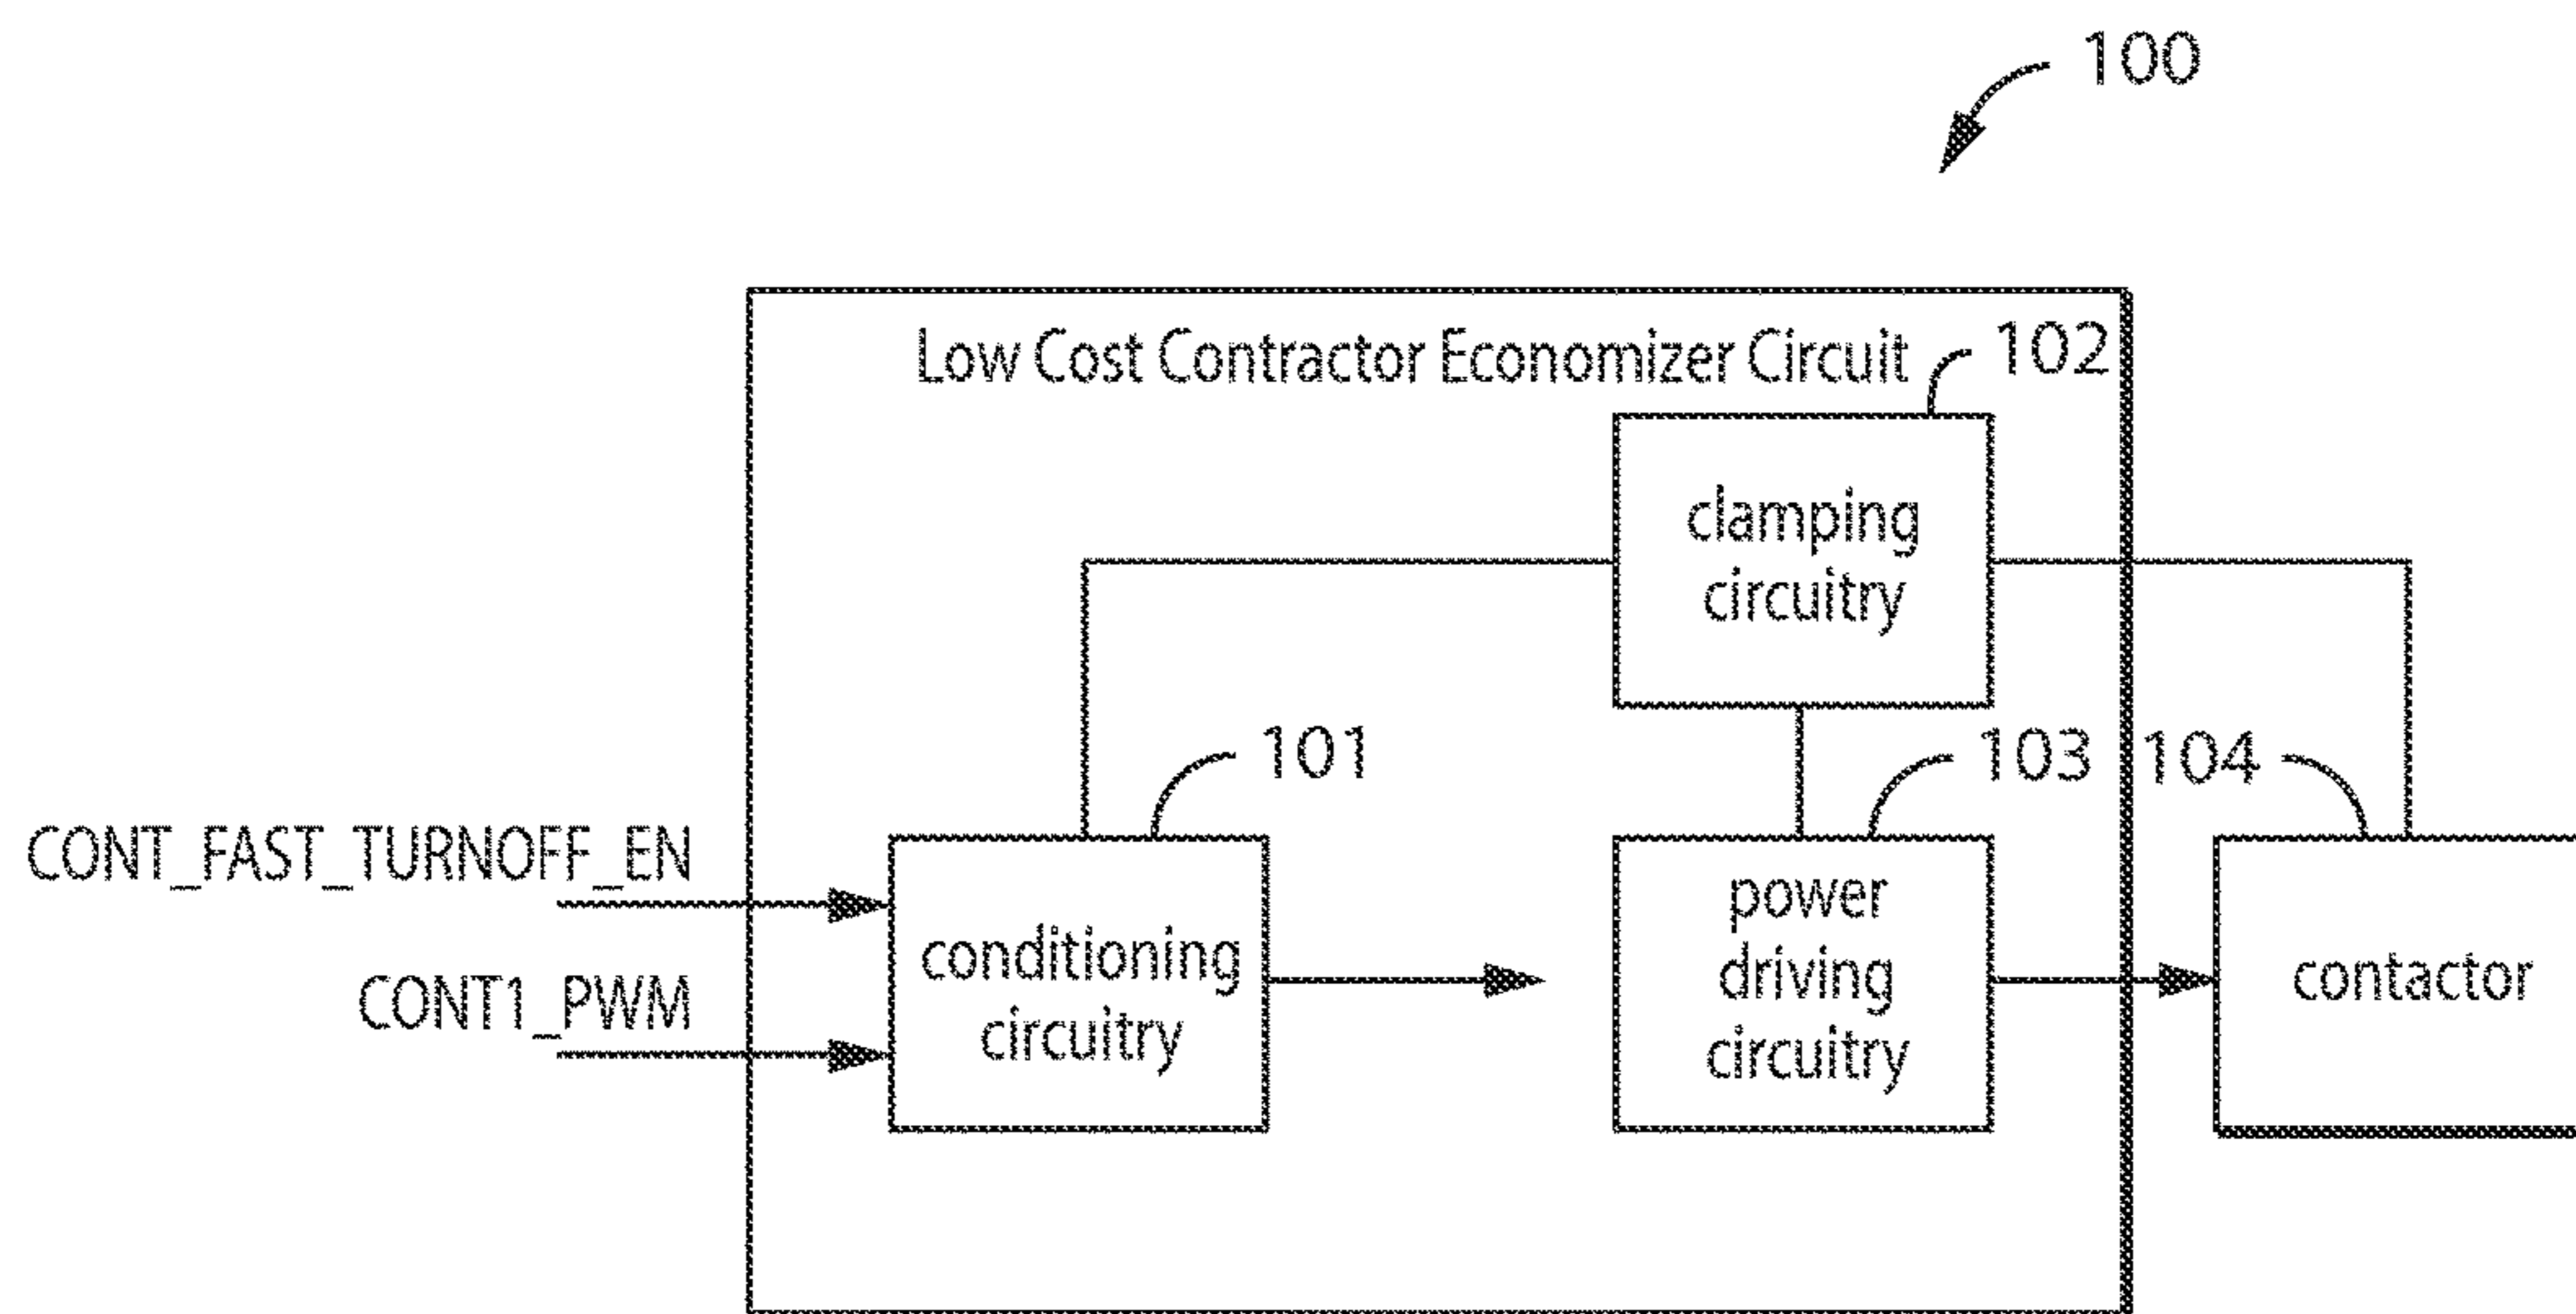 100
Low Cost Contractor Economizer Circuit
102
clamping
circuitry
101
103
104
CONT_FAST_TURNOFF_EN
CONT1_PWM
conditioning
circuitry
power
driving
circuitry
contactor